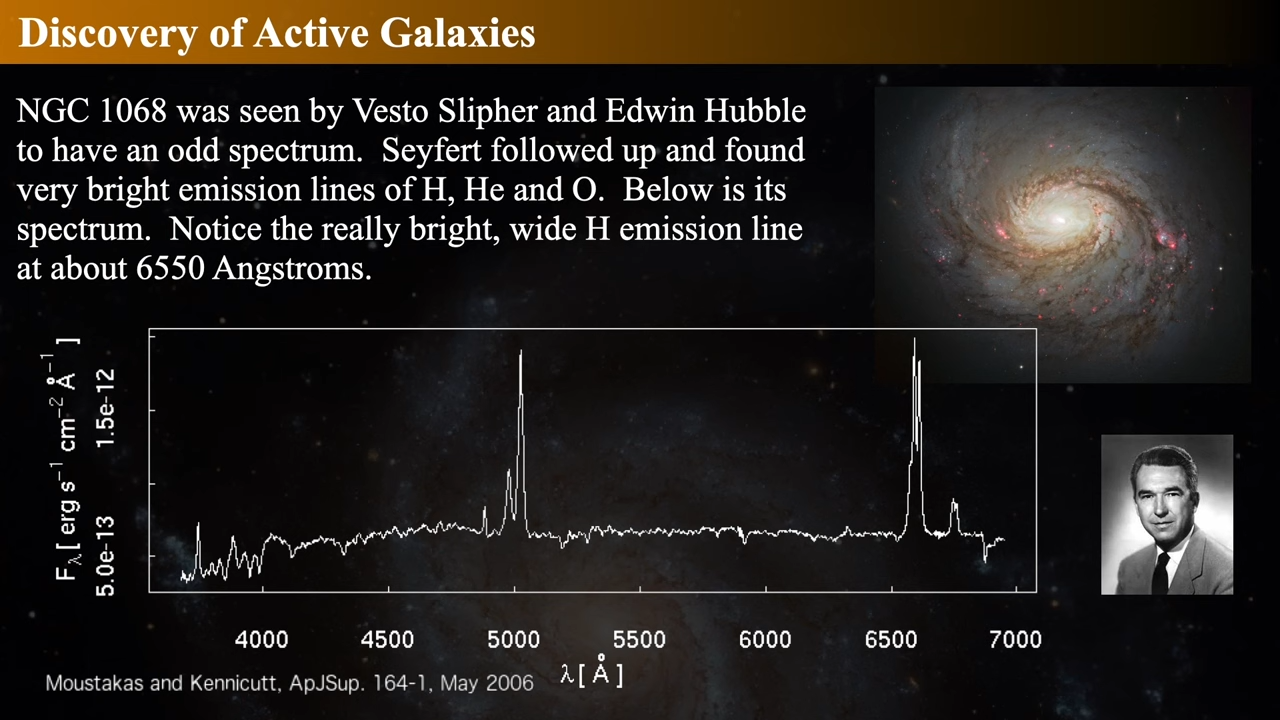 Discovery of Active Galaxies
NGC 1068 was seen by Vesto Slipher and Edwin Hubble
to have an odd spectrum.  Seyfert followed up and found
very bright emission lines of H, He and O.  Below is its
spectrum.  Notice the really bright, wide H emission line
at about 6550 Angstroms.
Fλ [ erg s⁻¹ cm⁻² Å⁻¹ ]
1.5e-12
5.0e-13
4000 4500 5000 5500 6000 6500 7000
λ[ Å ]
Moustakas and Kennicutt, ApJSup. 164-1, May 2006